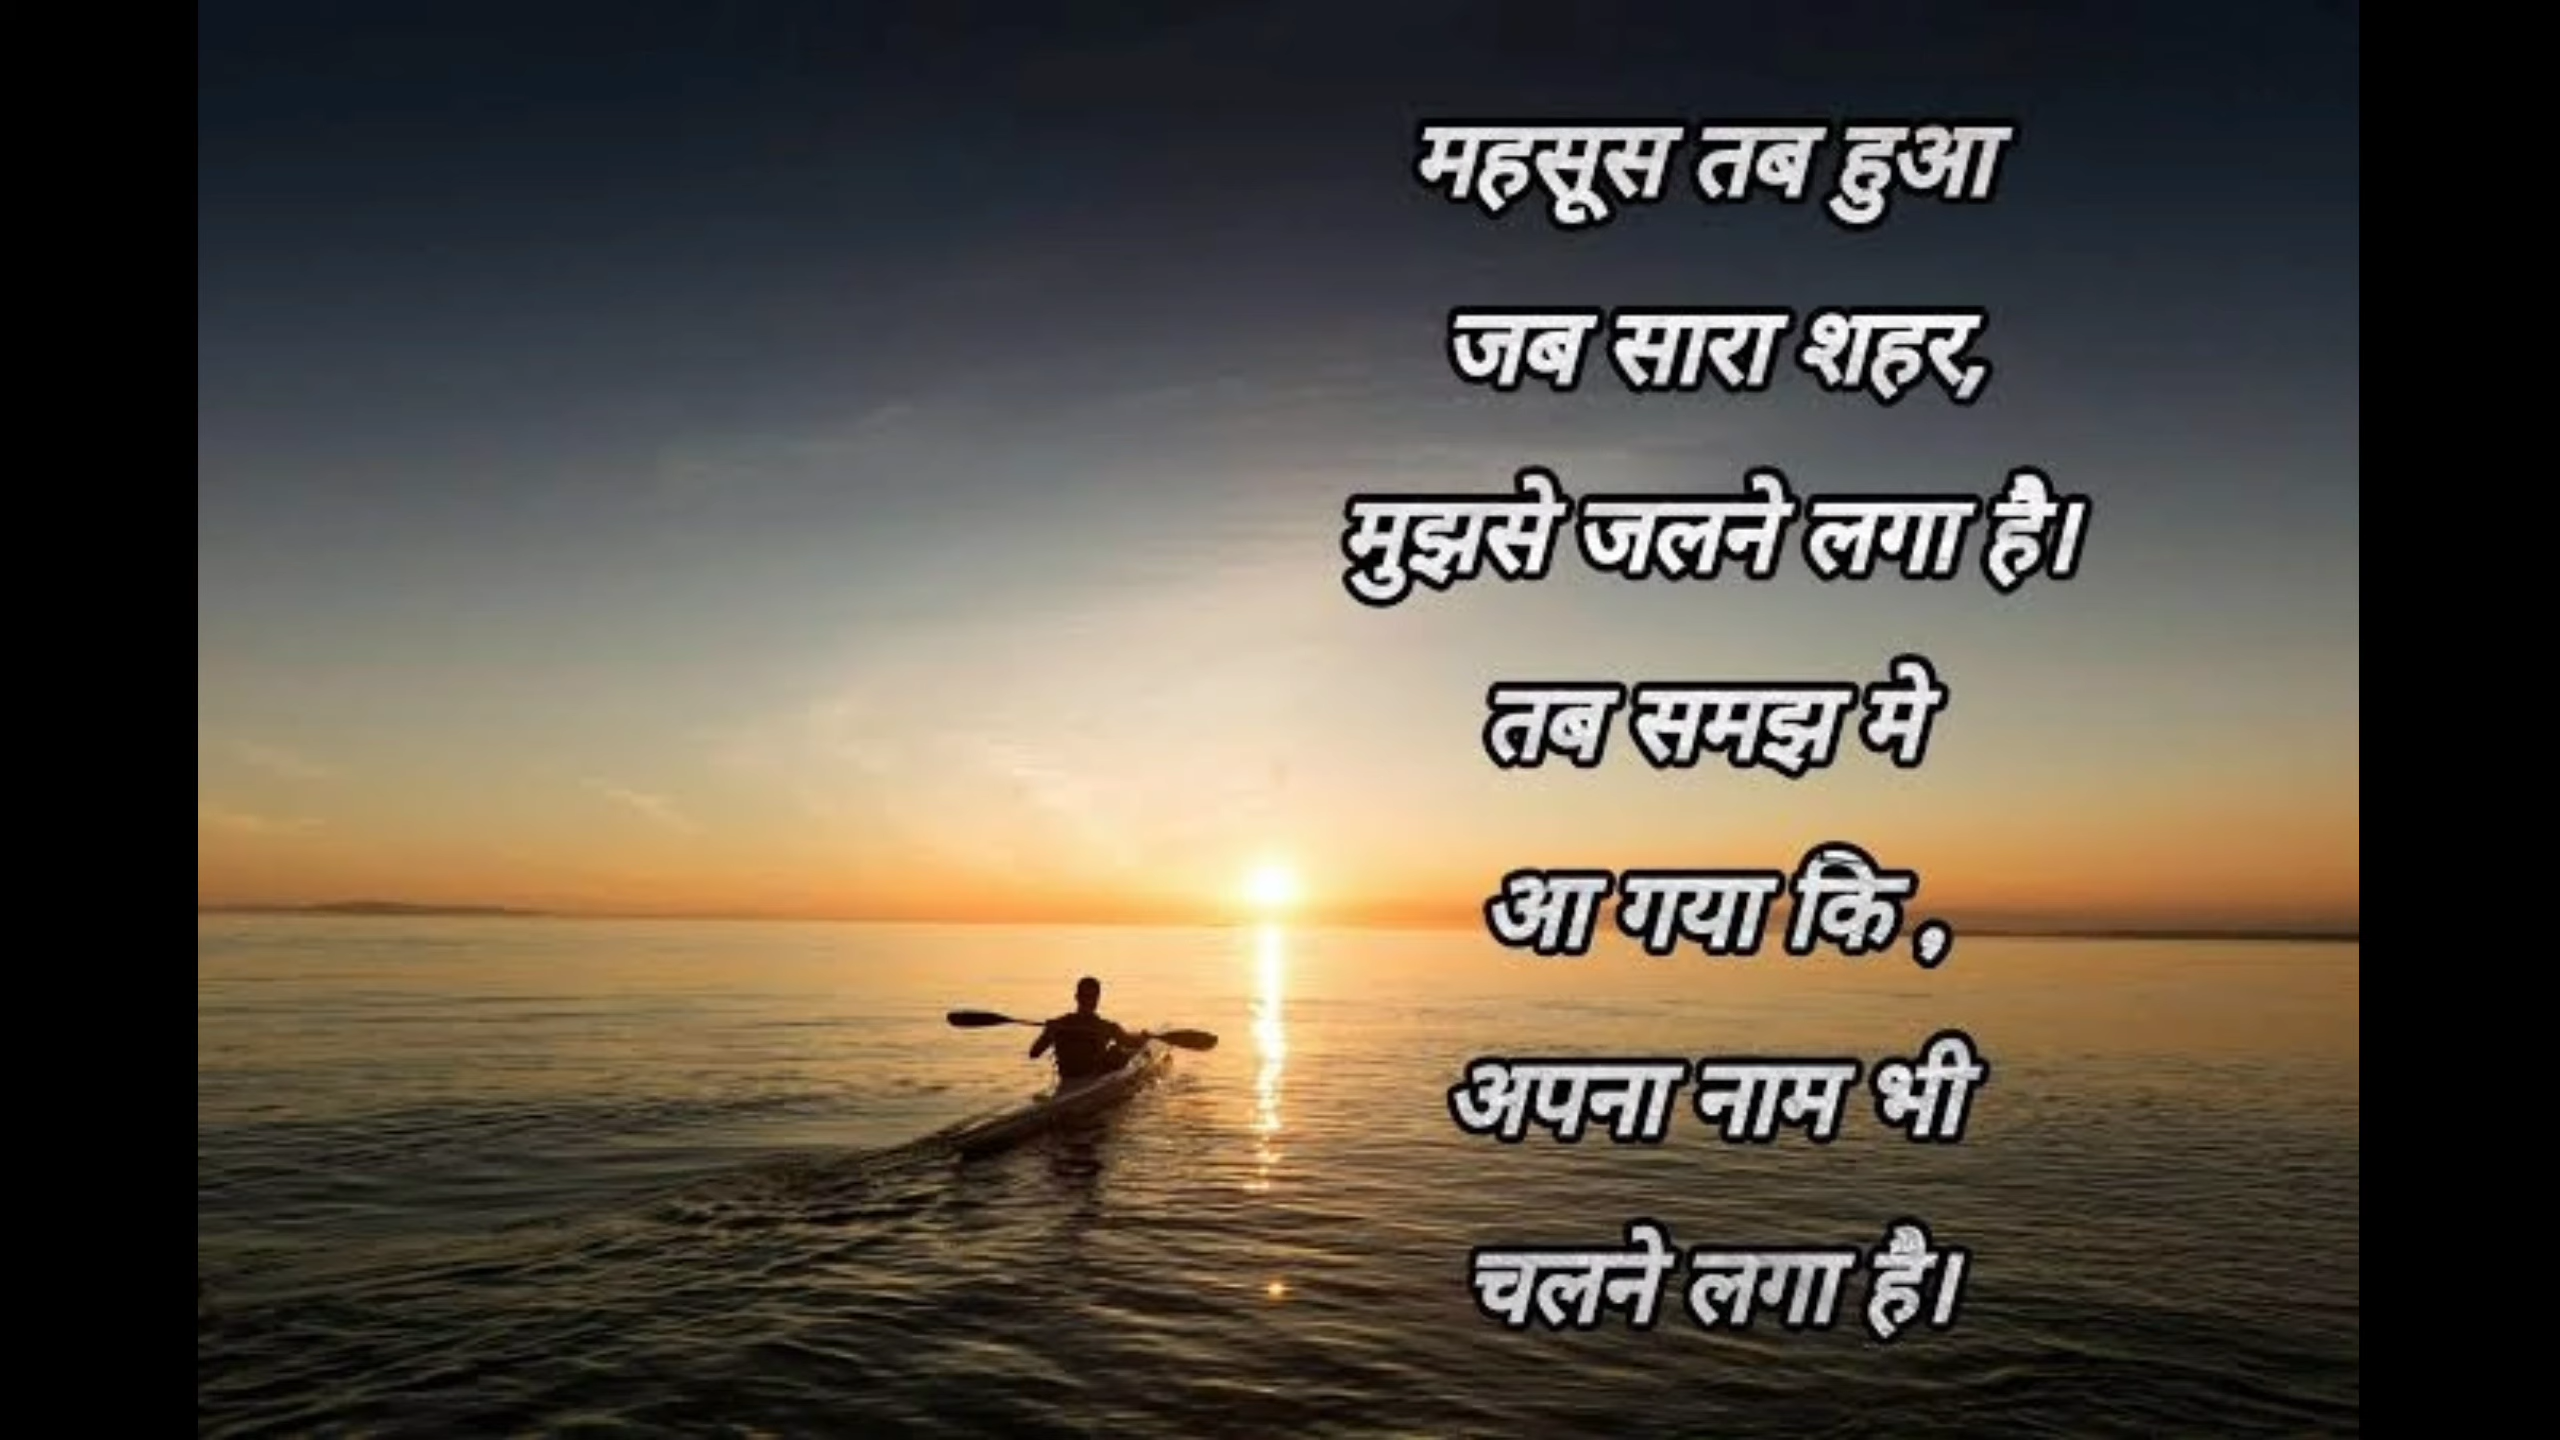 महसूस तब हुआ
जब सारा शहर,
मुझसे जलने लगा है।
तब समझ मे
आ गया कि ,
अपना नाम भी
चलने लगा है।